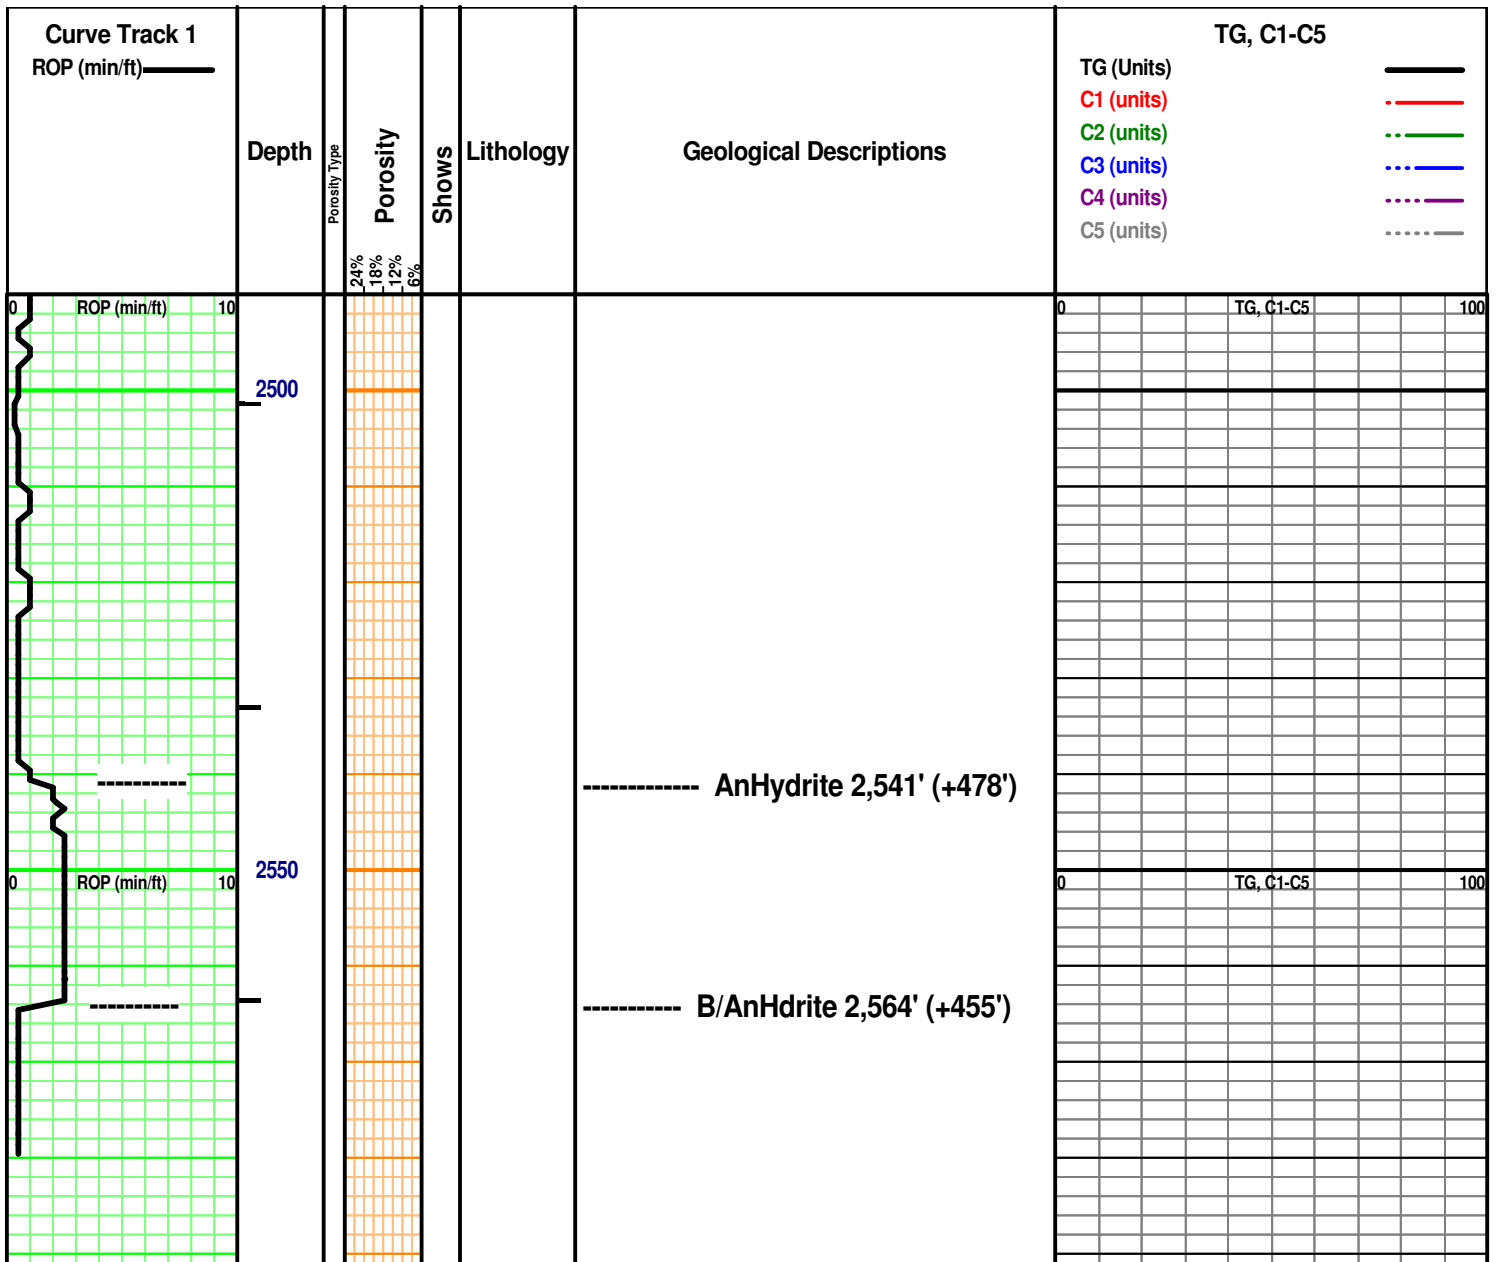 Curve Track 1
ROP (min/ft)
Depth
Porosity Type
Porosity
24%
18%
12%
6%
Shows
Lithology
Geological Descriptions
TG, C1-C5
TG (Units)
C1 (units)
C2 (units)
C3 (units)
C4 (units)
C5 (units)
0 ROP (min/ft) 10
0 TG, C1-C5 100
2500
---------- AnHydrite 2,541' (+478')
2550
0 ROP (min/ft) 10
0 TG, C1-C5 100
---------- B/AnHdrite 2,564' (+455')